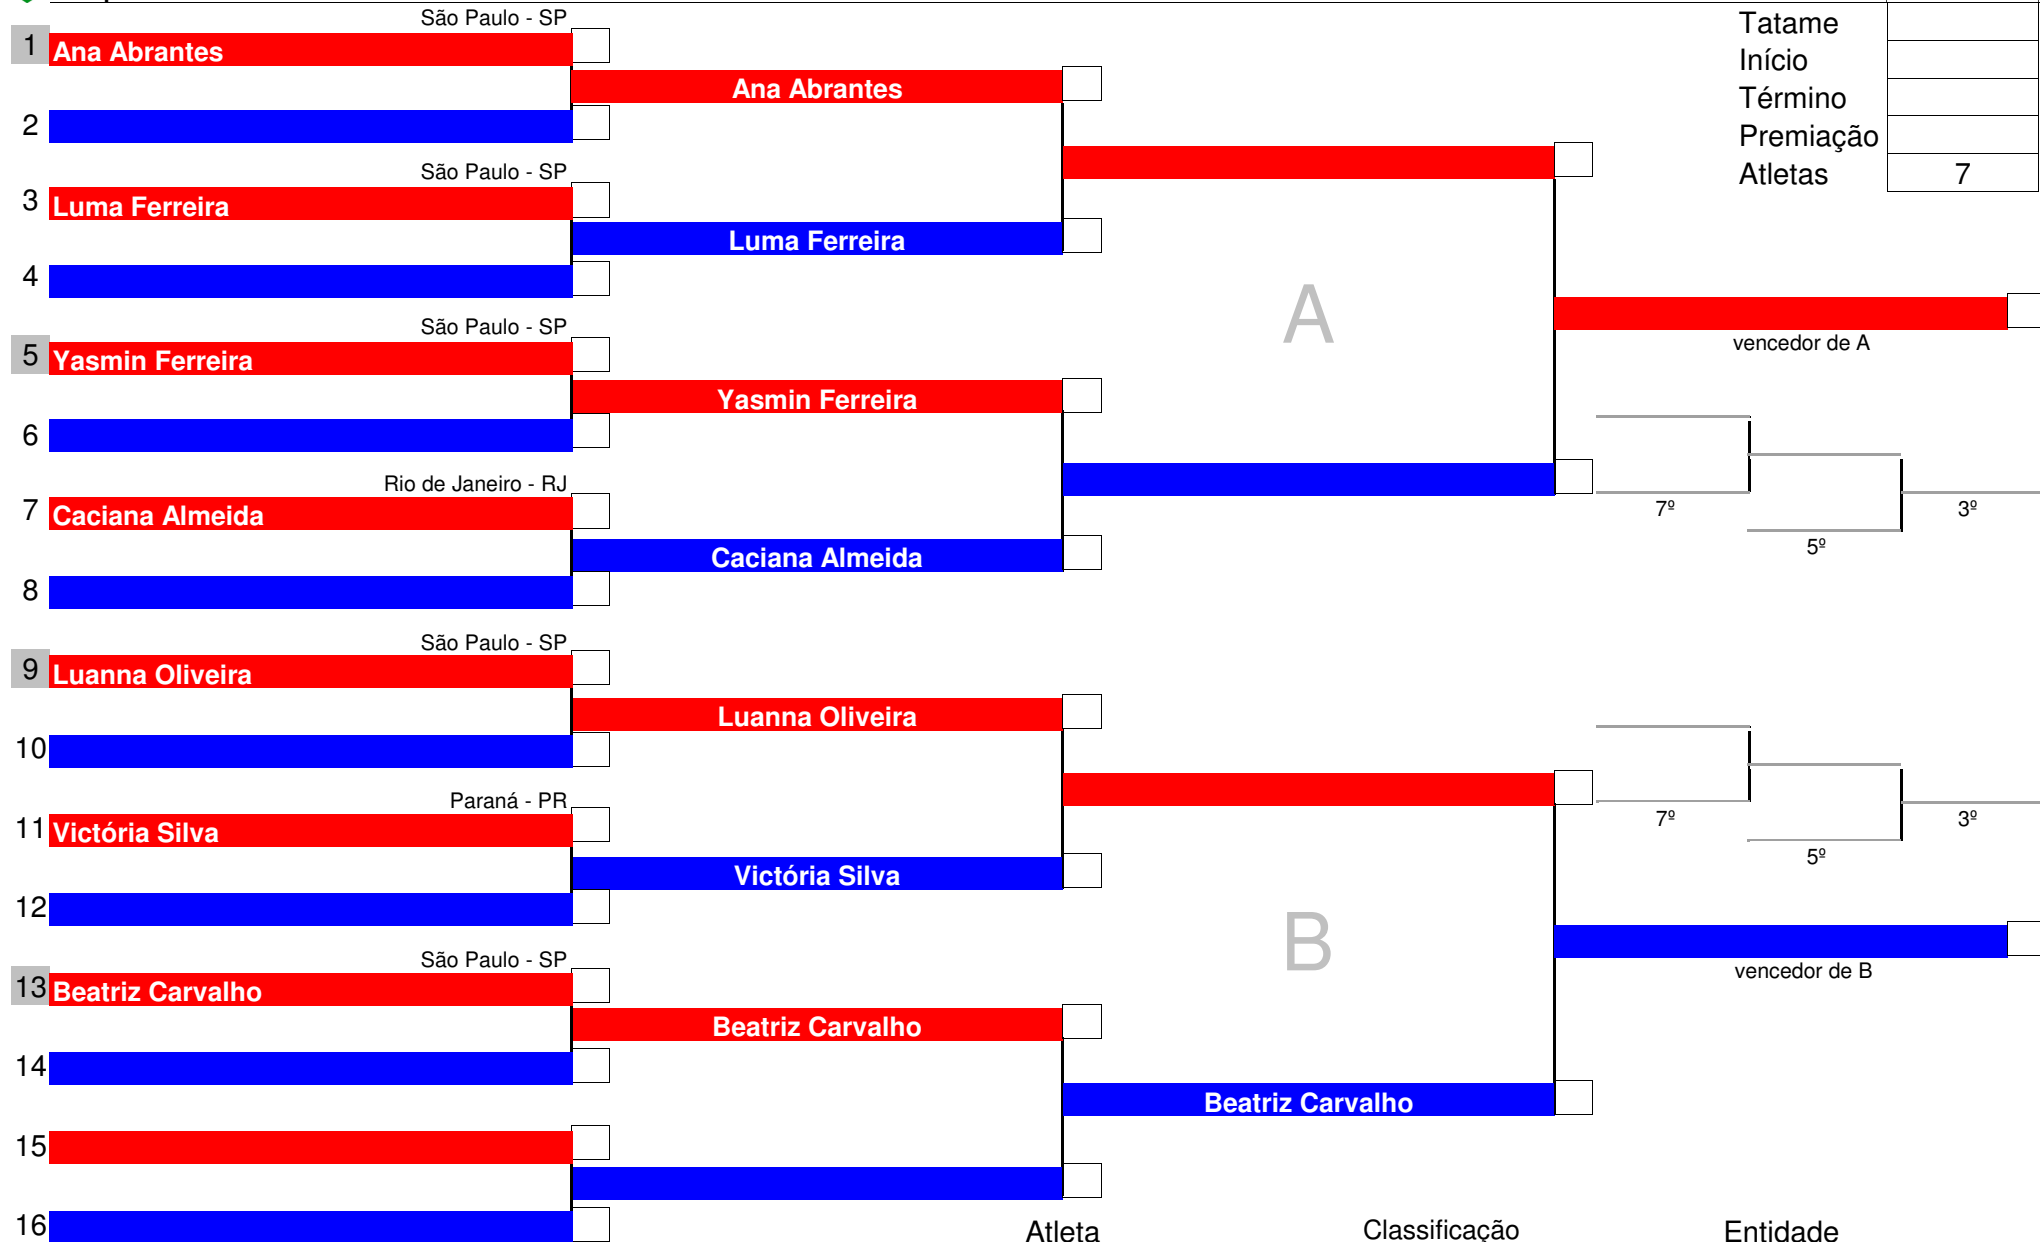 São Paulo - SP
Tatame
1 Ana Abrantes
Início
Ana Abrantes
Término
2
Premiação
São Paulo - SP
Atletas 7
3 Luma Ferreira
Luma Ferreira
4
A
São Paulo - SP
vencedor de A
5 Yasmin Ferreira
Yasmin Ferreira
6
Rio de Janeiro - RJ
7º 3º
7 Caciana Almeida
5º
Caciana Almeida
8
São Paulo - SP
9 Luanna Oliveira
Luanna Oliveira
10
Paraná - PR
7º 3º
11 Victória Silva
5º
Victória Silva
12
B
São Paulo - SP
vencedor de B
13 Beatriz Carvalho
Beatriz Carvalho
14
Beatriz Carvalho
15
16
Atleta Classificação Entidade